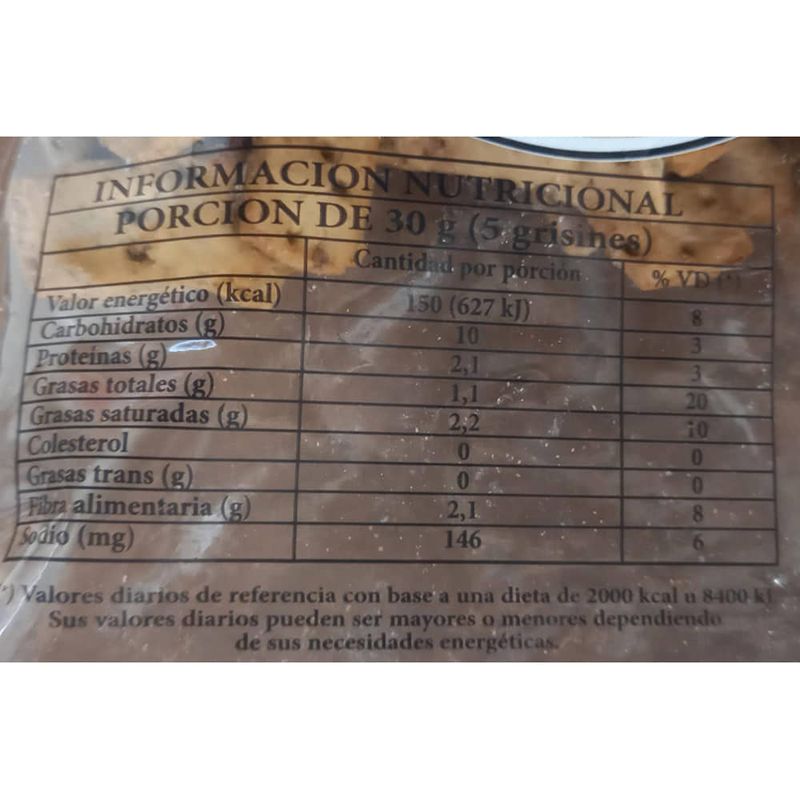 INFORMACION NUTRICIONAL
PORCION DE 30 g (5 grisines)
Cantidad por porción % VD (*)
Valor energético (kcal) 150 (627 kJ) 8
Carbohidratos (g) 10 3
Proteínas (g) 2,1 3
Grasas totales (g) 1,1 20
Grasas saturadas (g) 2,2 10
Colesterol 0 0
Grasas trans (g) 0 0
Fibra alimentaria (g) 2,1 8
Sodio (mg) 146 6
(*) Valores diarios de referencia con base a una dieta de 2000 kcal u 8400 kJ
Sus valores diarios pueden ser mayores o menores dependiendo
de sus necesidades energéticas.